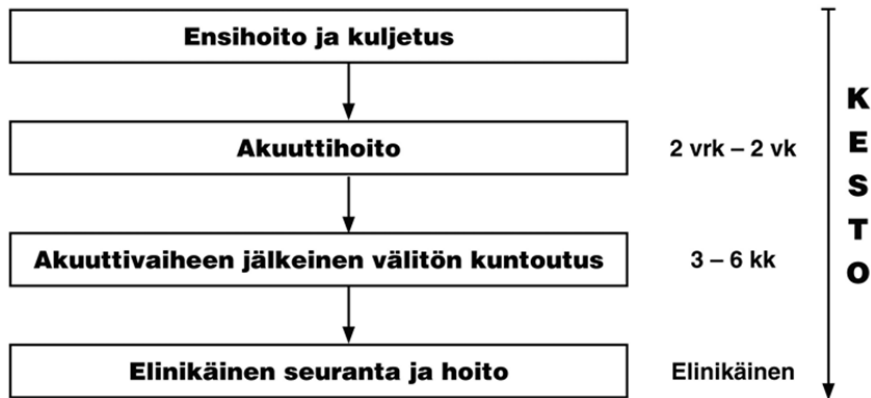 Ensihoito ja kuljetus
Akuuttihoito
2 vrk – 2 vk
Akuuttivaiheen jälkeinen välitön kuntoutus
3 – 6 kk
Elinikäinen seuranta ja hoito
Elinikäinen
KESTO